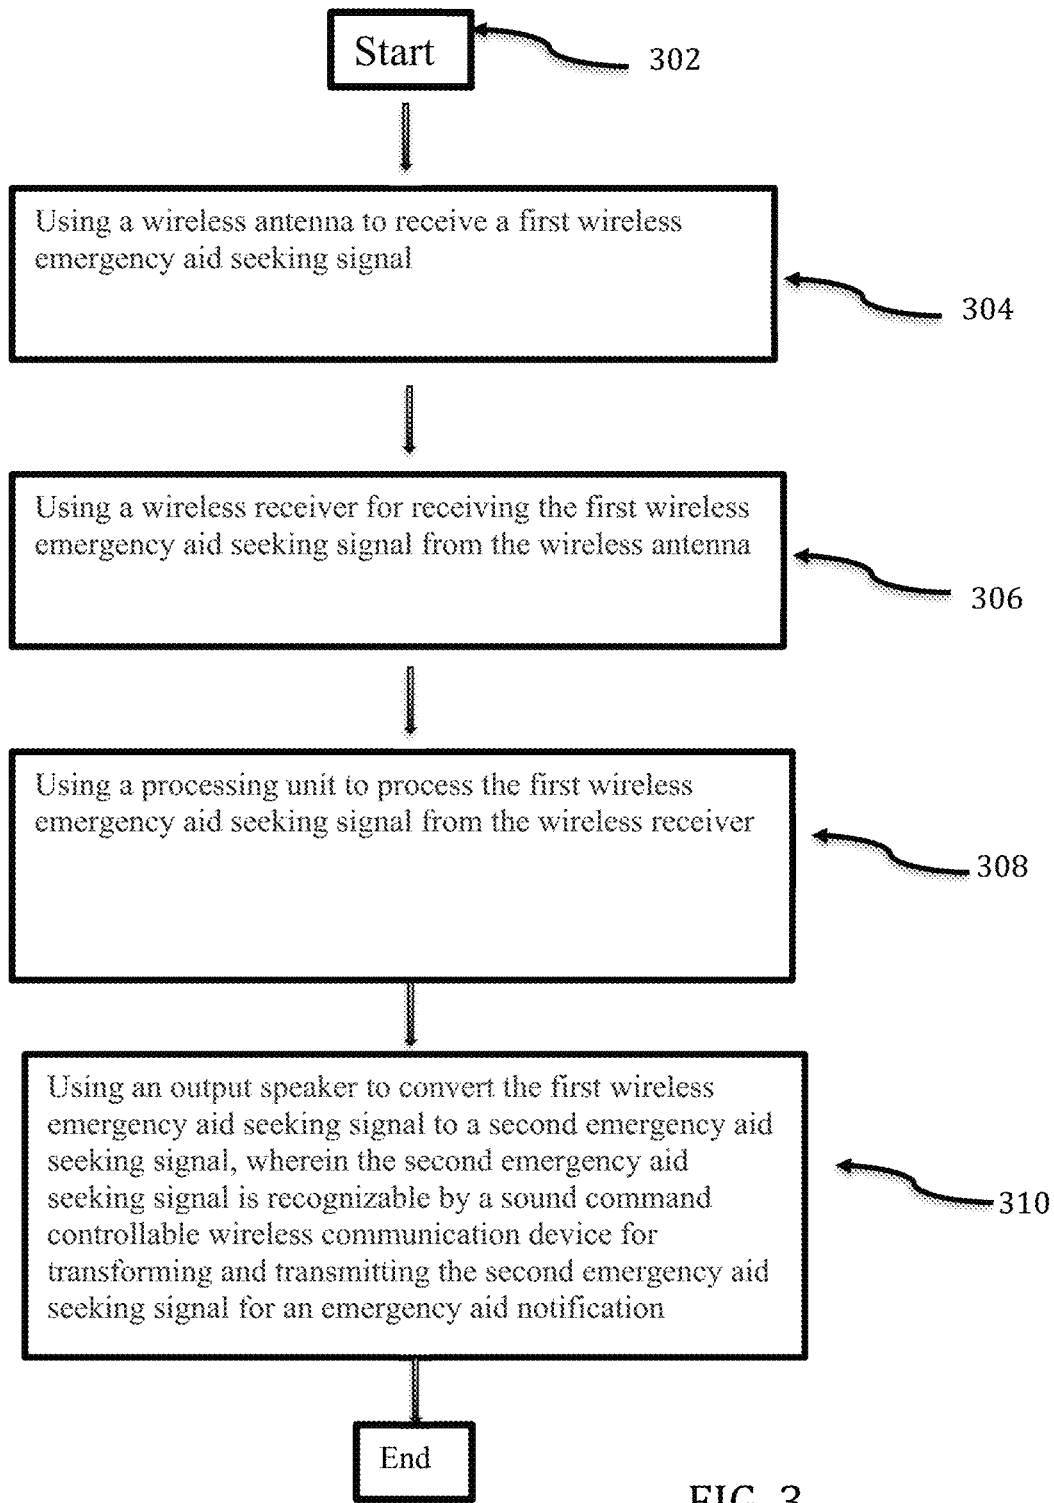 Start
302
Using a wireless antenna to receive a first wireless
emergency aid seeking signal
304
Using a wireless receiver for receiving the first wireless
emergency aid seeking signal from the wireless antenna
306
Using a processing unit to process the first wireless
emergency aid seeking signal from the wireless receiver
308
Using an output speaker to convert the first wireless
emergency aid seeking signal to a second emergency aid
seeking signal, wherein the second emergency aid
seeking signal is recognizable by a sound command
controllable wireless communication device for
transforming and transmitting the second emergency aid
seeking signal for an emergency aid notification
310
End
FIG. 3